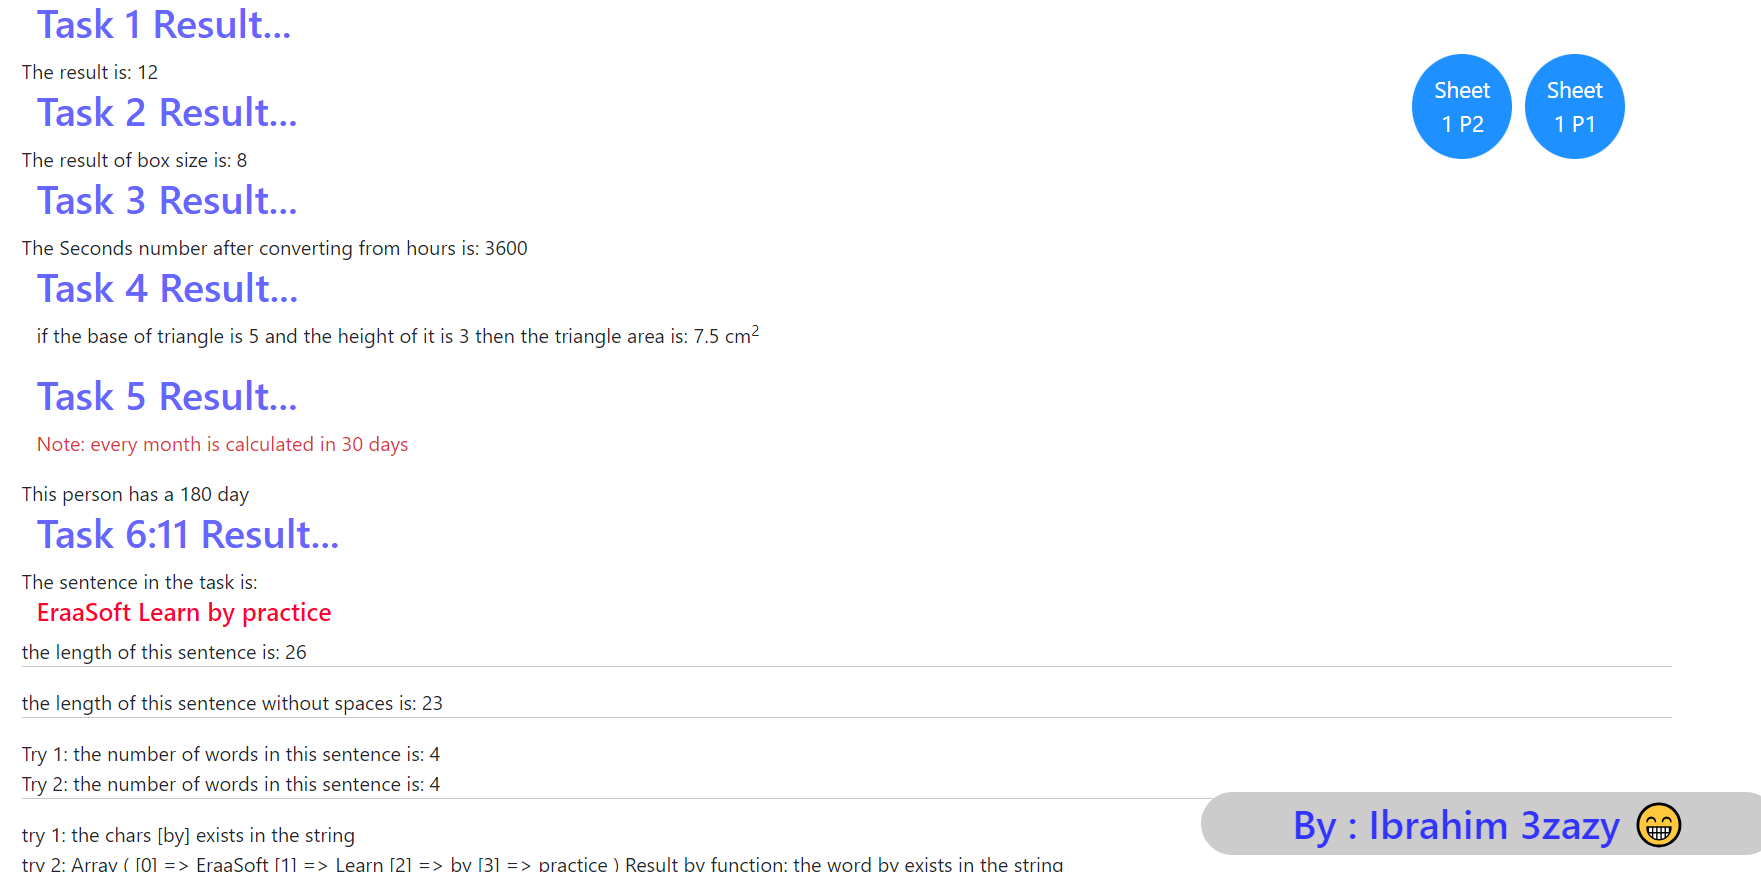 Task 1 Result...
The result is: 12
Task 2 Result...
The result of box size is: 8
Task 3 Result...
The Seconds number after converting from hours is: 3600
Task 4 Result...
if the base of triangle is 5 and the height of it is 3 then the triangle area is: 7.5 cm²
Task 5 Result...
Note: every month is calculated in 30 days
This person has a 180 day
Task 6:11 Result...
The sentence in the task is:
EraaSoft Learn by practice
the length of this sentence is: 26
the length of this sentence without spaces is: 23
Try 1: the number of words in this sentence is: 4
Try 2: the number of words in this sentence is: 4
try 1: the chars [by] exists in the string
try 2: Array ( [0] => EraaSoft [1] => Learn [2] => by [3] => practice ) Result by function: the word by exists in the string
Sheet
1 P2
Sheet
1 P1
By : Ibrahim 3zazy 😁